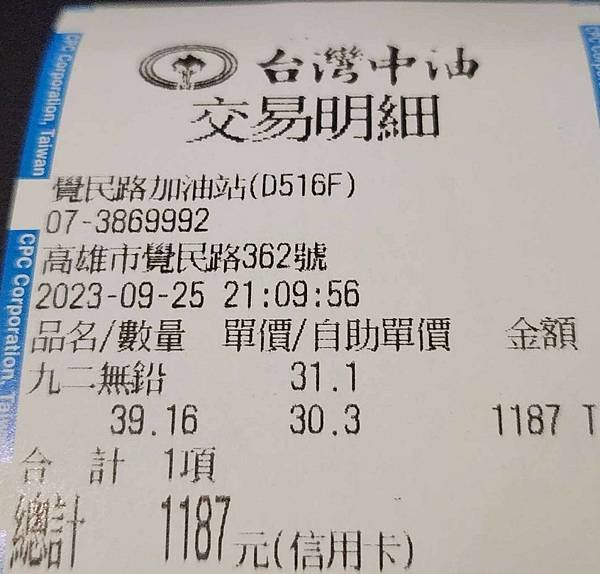 台灣中油
交易明細
覺民路加油站(D516F)
07-3869992
高雄市覺民路362號
2023-09-25 21:09:56
品名/數量 單價/自助單價 金額
九二無鉛 31.1
39.16 30.3 1187 T
合 計 1項
總計 1187元(信用卡)
CPC Corporation, Taiwan
CPC Corporation, Ta